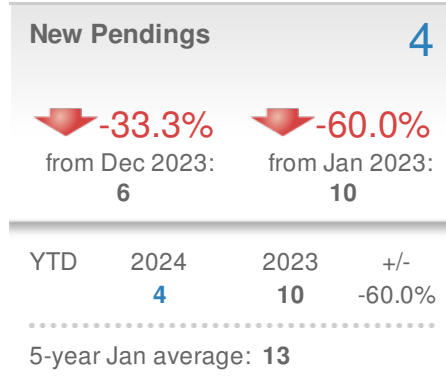 New Pendings 4
-33.3% -60.0%
from Dec 2023: from Jan 2023:
6 10
YTD 2024 2023 +/-
4 10 -60.0%
5-year Jan average: 13